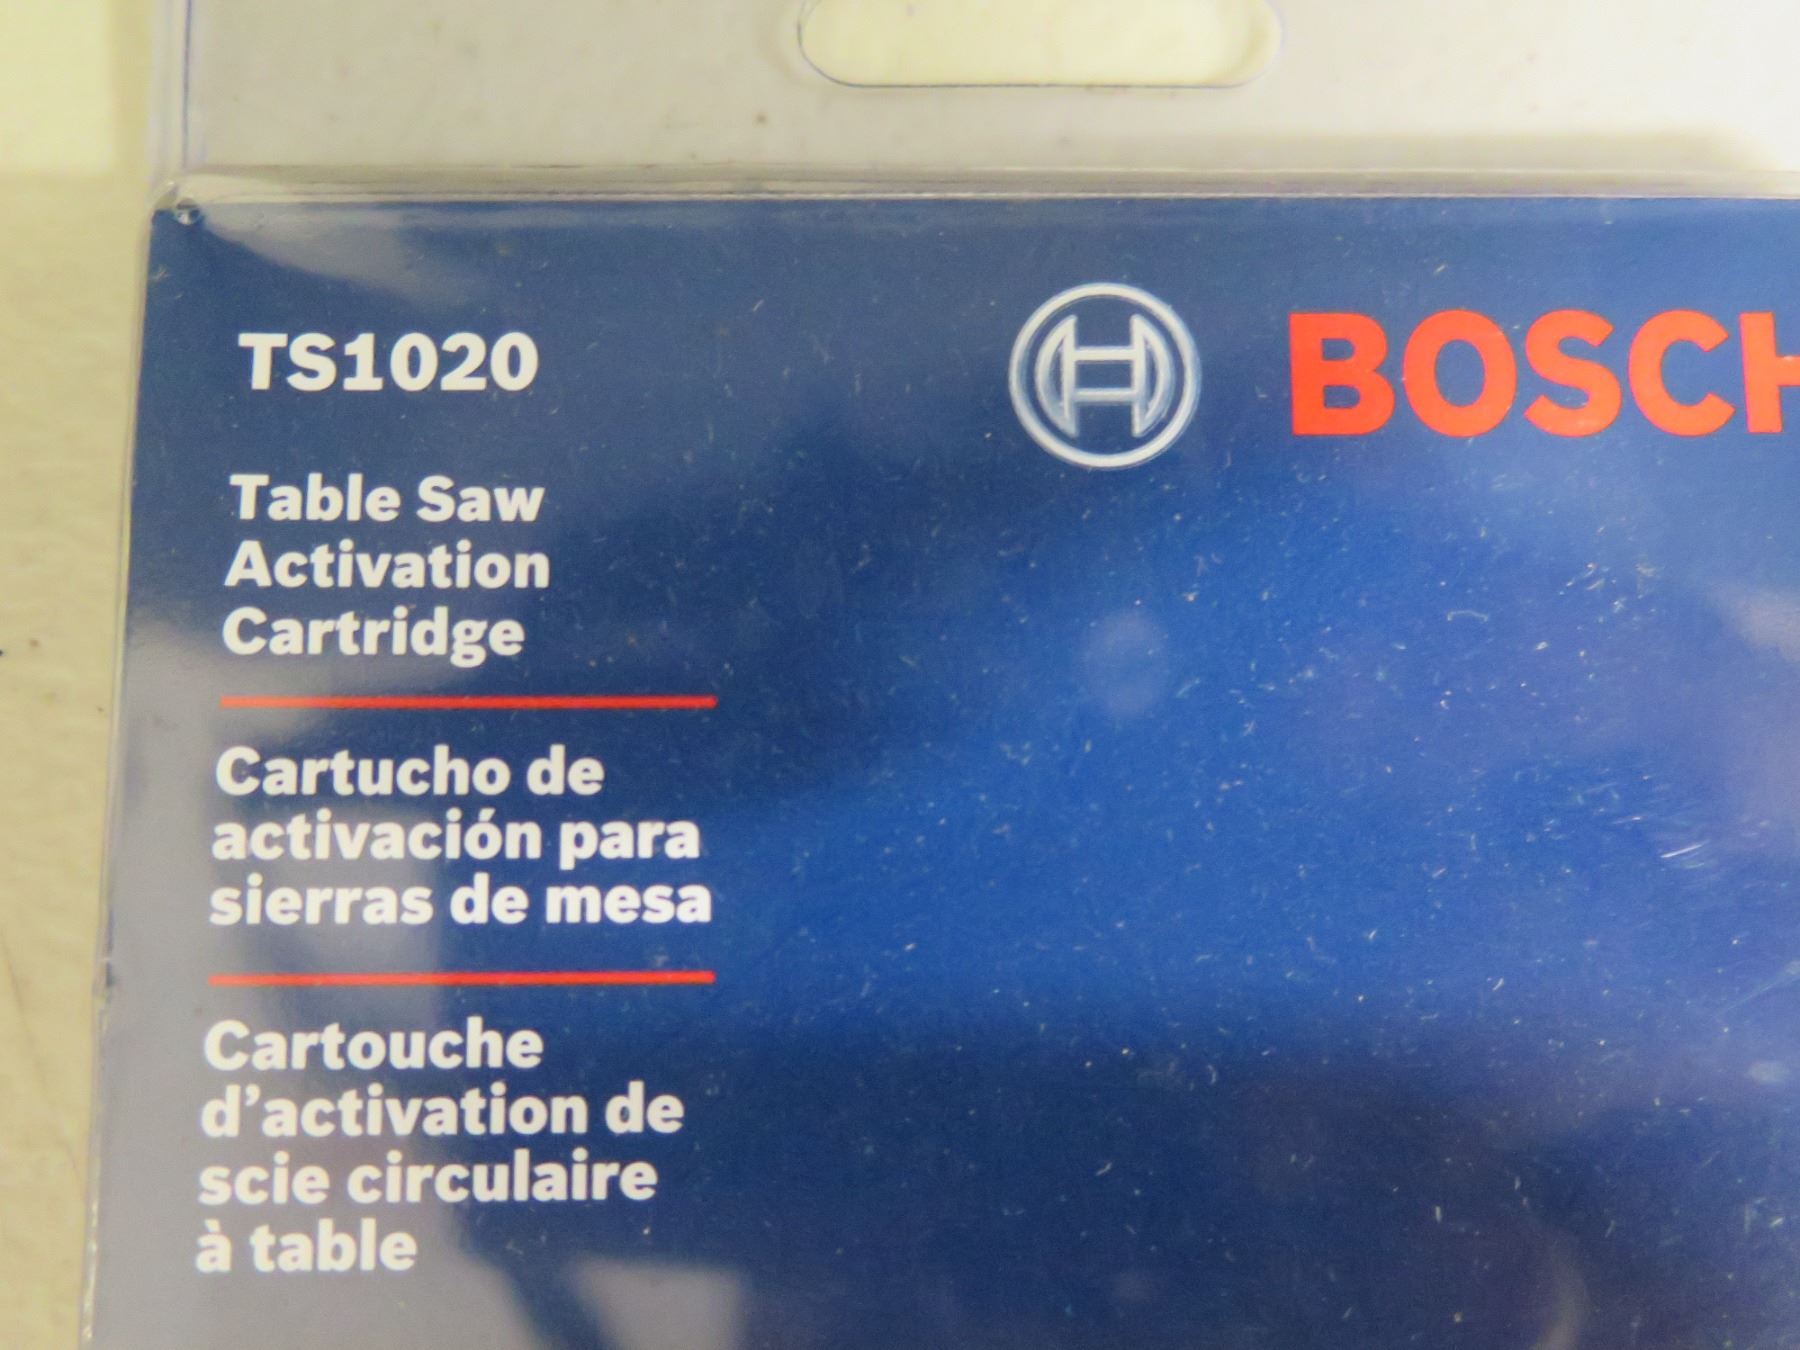 TS1020
BOSCH
Table Saw
Activation
Cartridge
Cartucho de
activación para
sierras de mesa
Cartouche
d'activation de
scie circulaire
à table